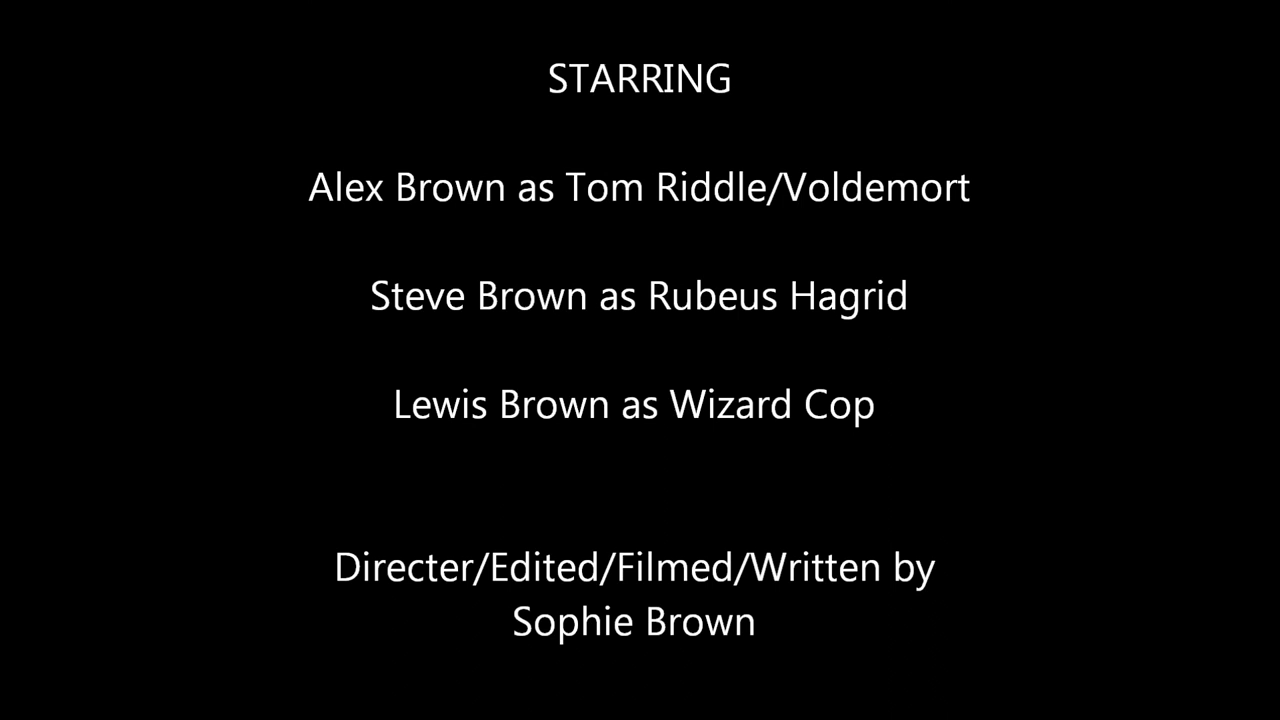 STARRING
Alex Brown as Tom Riddle/Voldemort
Steve Brown as Rubeus Hagrid
Lewis Brown as Wizard Cop
Directer/Edited/Filmed/Written by
Sophie Brown